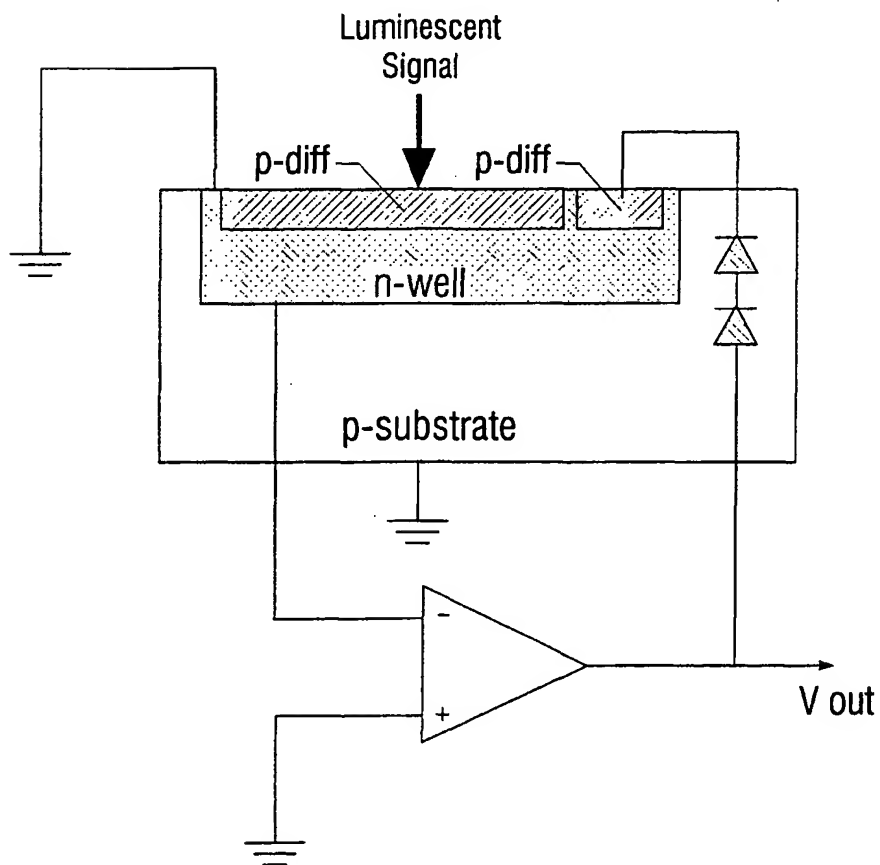 Luminescent
Signal
p-diff
p-diff
n-well
p-substrate
-
+
V out